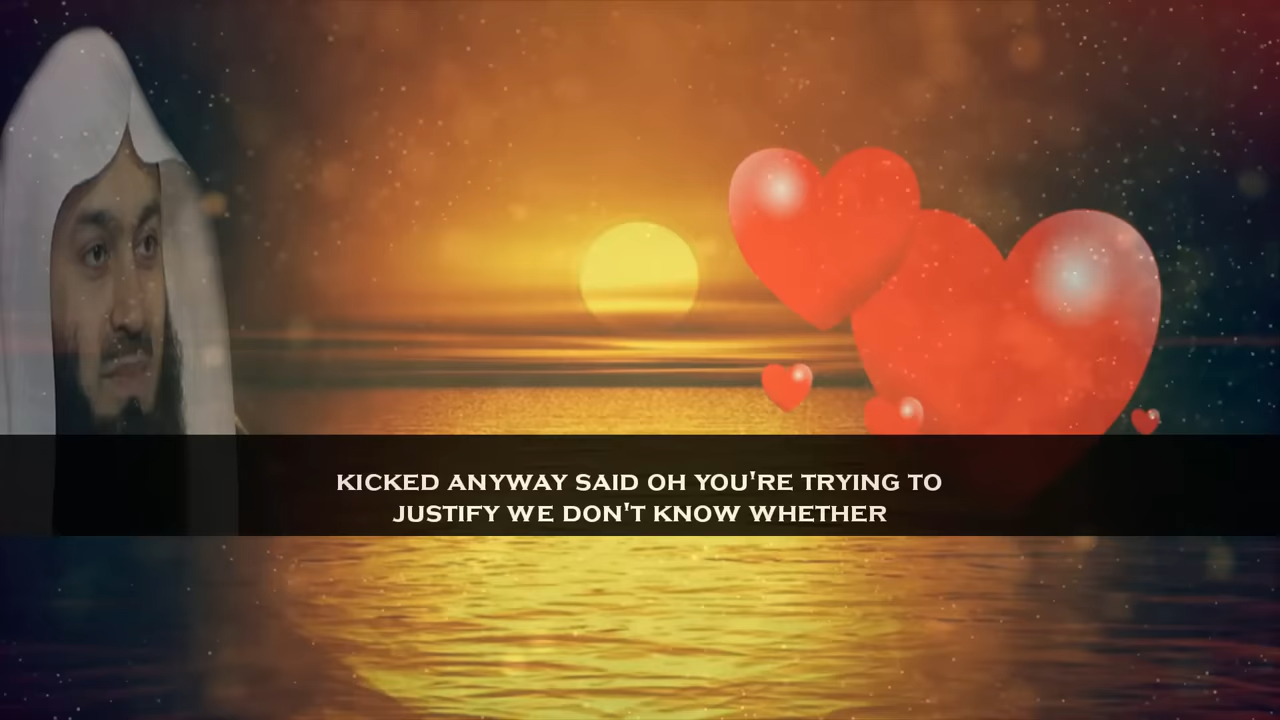 KICKED ANYWAY SAID OH YOU'RE TRYING TO
JUSTIFY WE DON'T KNOW WHETHER